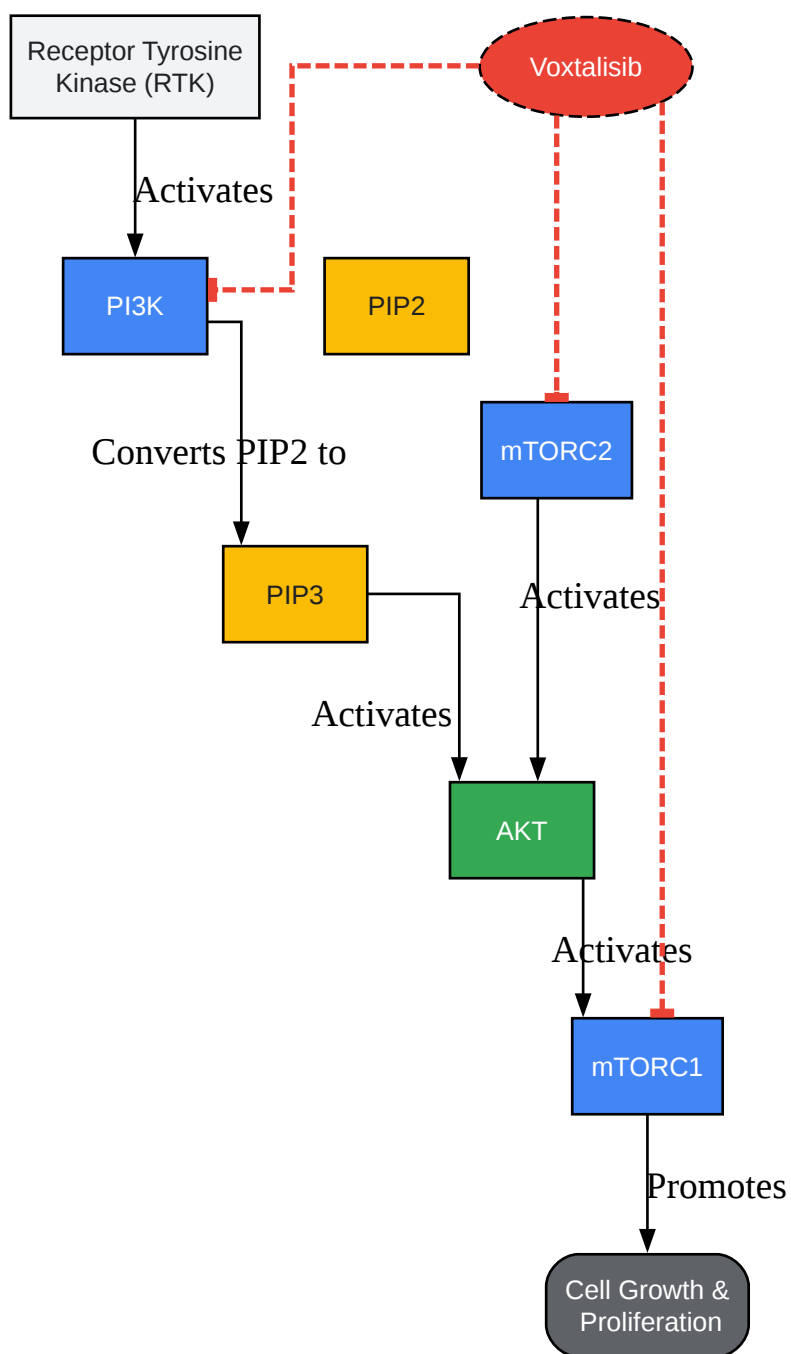 Receptor Tyrosine
Kinase (RTK)
Voxtalisib
Activates
PI3K
PIP2
Converts PIP2 to
mTORC2
PIP3
Activates
Activates
AKT
Activates
mTORC1
Promotes
Cell Growth &
Proliferation